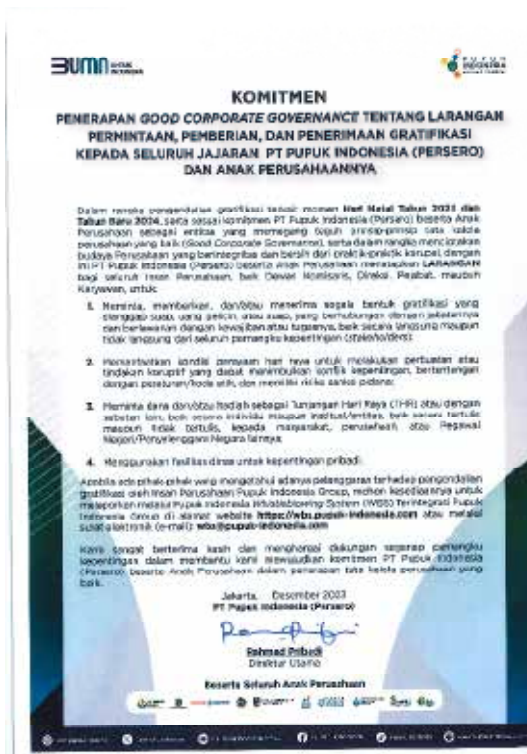 BUMN UNTUK INDONESIA
PUPUK INDONESIA
KOMITMEN
PENERAPAN GOOD CORPORATE GOVERNANCE TENTANG LARANGAN
PERMINTAAN, PEMBERIAN, DAN PENERIMAAN GRATIFIKASI
KEPADA SELURUH JAJARAN PT PUPUK INDONESIA (PERSERO)
DAN ANAK PERUSAHAANNYA
Dalam rangka pengendalian gratifikasi terkait momen Hari Natal Tahun 2023 dan
Tahun Baru 2024, serta sesuai komitmen PT Pupuk Indonesia (Persero) beserta Anak
Perusahaan sebagai entitas yang memegang teguh prinsip-prinsip tata kelola
perusahaan yang baik (Good Corporate Governance), serta dalam rangka menciptakan
budaya Perusahaan yang berintegritas dan bersih dari praktik-praktik korupsi, dengan
ini PT Pupuk Indonesia (Persero) beserta Anak Perusahaan menetapkan LARANGAN
bagi seluruh Insan Perusahaan, baik Dewan Komisaris, Direksi, Pejabat, maupun
Karyawan, untuk:
1. Meminta, memberikan, dan/atau menerima segala bentuk gratifikasi yang
dianggap suap, uang pelicin, atau suap, yang berhubungan dengan jabatannya
dan berlawanan dengan kewajiban atau tugasnya, baik secara langsung maupun
tidak langsung dari seluruh pemangku kepentingan (stakeholders);
2. Memanfaatkan kondisi perayaan hari raya untuk melakukan perbuatan atau
tindakan koruptif yang dapat menimbulkan konflik kepentingan, bertentangan
dengan peraturan/kode etik, dan memiliki risiko sanksi pidana;
3. Meminta dana dan/atau hadiah sebagai Tunjangan Hari Raya (THR) atau dengan
sebutan lain, baik secara individu maupun institusi/entitas, baik secara tertulis
maupun tidak tertulis, kepada masyarakat, perusahaan atau Pegawai
Negeri/Penyelenggara Negara lainnya;
4. Menggunakan fasilitas dinas untuk kepentingan pribadi.
Apabila ada pihak-pihak yang mengetahui adanya pelanggaran terhadap pengendalian
gratifikasi oleh Insan Perusahaan Pupuk Indonesia Group, mohon kesediaannya untuk
melaporkan melalui Pupuk Indonesia Whistleblowing System (WBS) Terintegrasi Pupuk
Indonesia Group di alamat website https://wbs.pupuk-indonesia.com atau melalui
surat elektronik (e-mail): wbs@pupuk-indonesia.com
Kami sangat berterima kasih dan mengharapi dukungan segenap pemangku
kepentingan dalam membantu kami mewujudkan komitmen PT Pupuk Indonesia
(Persero) beserta Anak Perusahaan dalam penerapan tata kelola perusahaan yang
baik.
Jakarta, Desember 2023
PT Pupuk Indonesia (Persero)
Rahmad Pribadi
Direktur Utama
Beserta Seluruh Anak Perusahaan